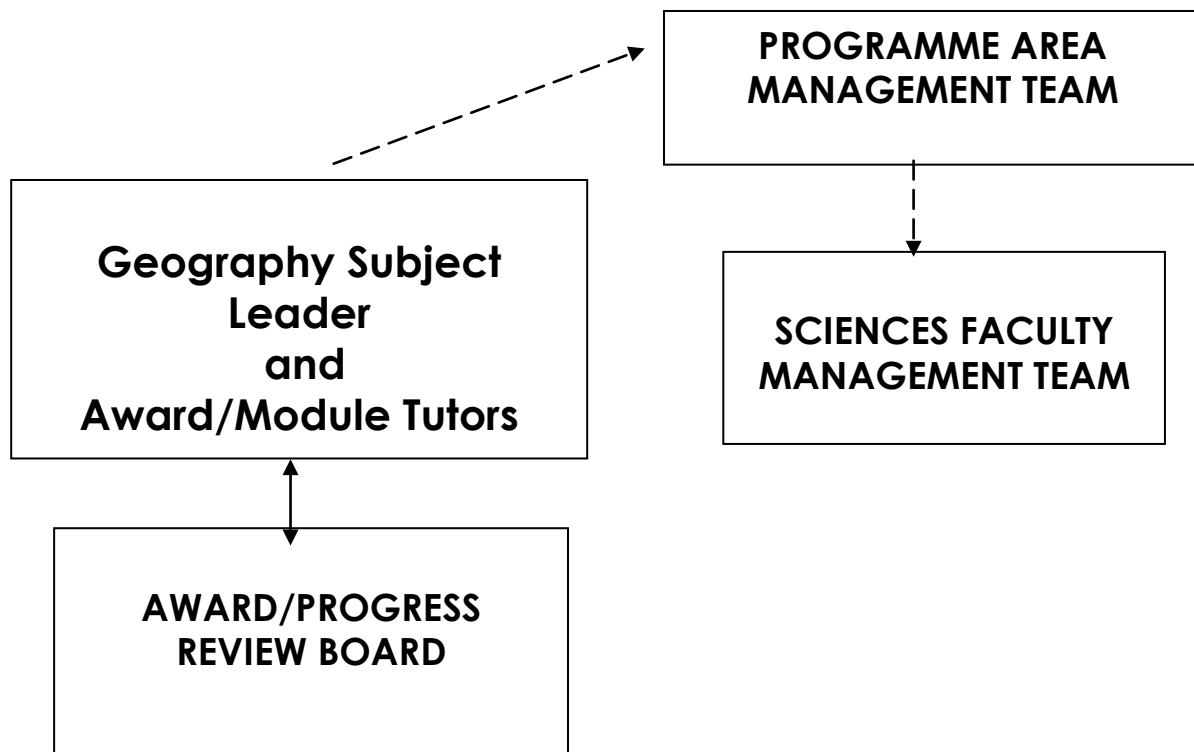 PROGRAMME AREA
MANAGEMENT TEAM
Geography Subject
Leader
and
Award/Module Tutors
SCIENCES FACULTY
MANAGEMENT TEAM
AWARD/PROGRESS
REVIEW BOARD